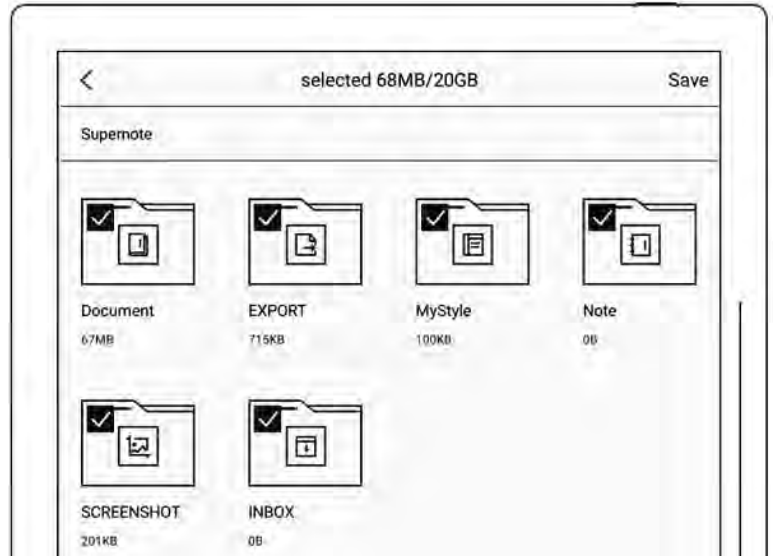 selected 68MB/20GB Save
Supernote
Document EXPORT MyStyle Note
67MB 715KB 100KB 0B
SCREENSHOT INBOX
201KB 0B